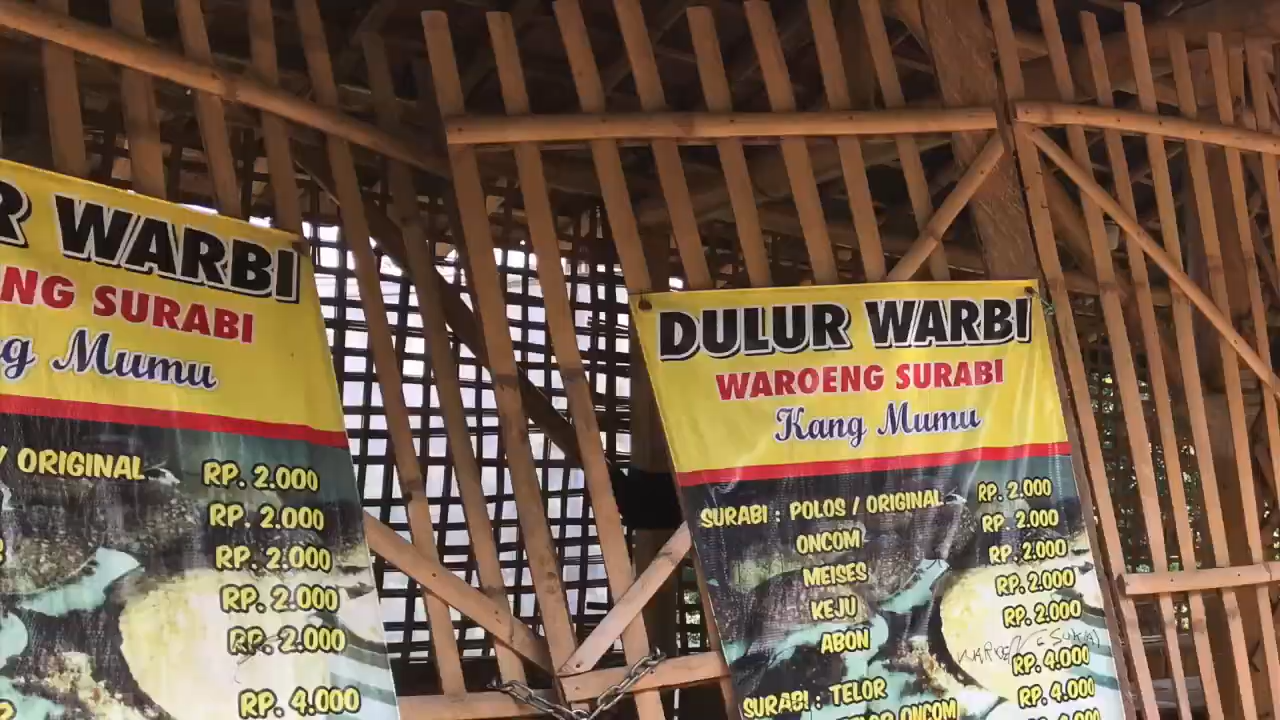 R WARBI
NG SURABI
g Mumu
/ ORIGINAL RP. 2.000
RP. 2.000
RP. 2.000
RP. 2.000
RP. 2.000
RP. 4.000
DULUR WARBI
WAROENG SURABI
Kang Mumu
SURABI : POLOS / ORIGINAL RP. 2.000
ONCOM RP. 2.000
MEISES RP. 2.000
KEJU RP. 2.000
ABON RP. 2.000
SURABI : TELOR RP. 4.000
TELOR ONCOM RP. 4.000